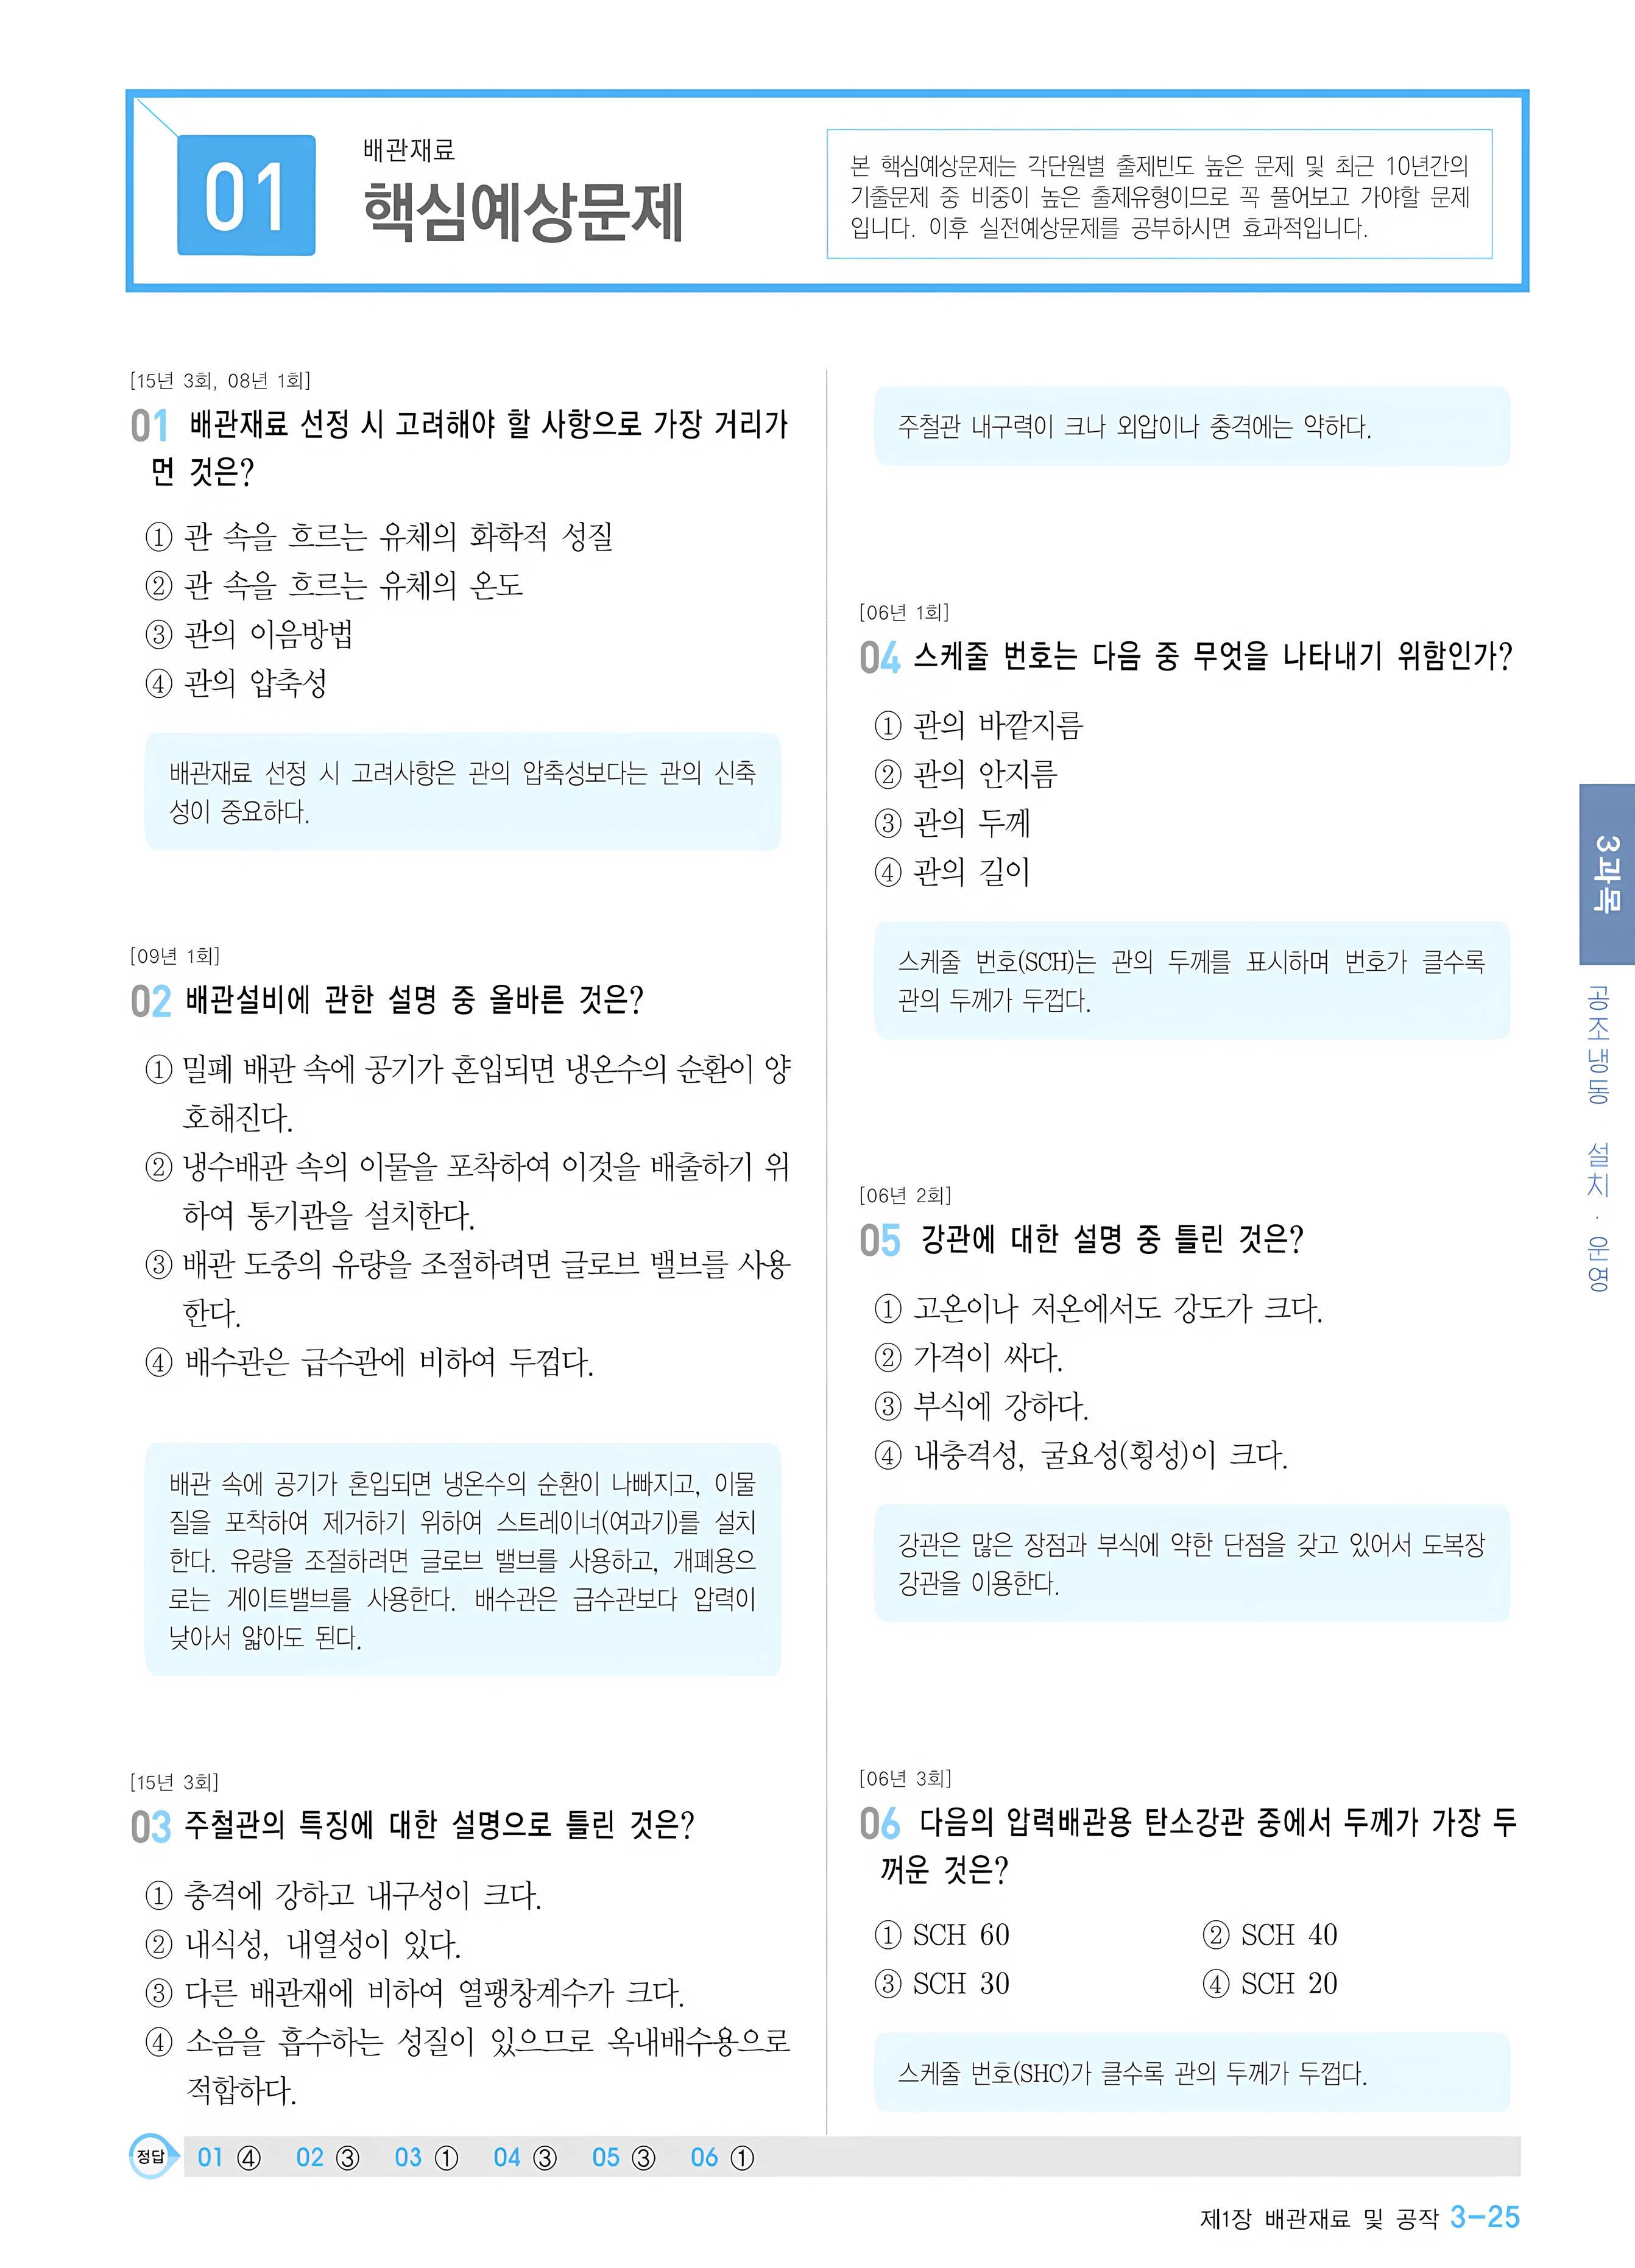 01
배관재료
핵심예상문제
본 핵심예상문제는 각단원별 출제빈도 높은 문제 및 최근 10년간의
기출문제 중 비중이 높은 출제유형이므로 꼭 풀어보고 가야할 문제
입니다. 이후 실전예상문제를 공부하시면 효과적입니다.
[15년 3회, 08년 1회]
01 배관재료 선정 시 고려해야 할 사항으로 가장 거리가
먼 것은?
① 관 속을 흐르는 유체의 화학적 성질
② 관 속을 흐르는 유체의 온도
③ 관의 이음방법
④ 관의 압축성
배관재료 선정 시 고려사항은 관의 압축성보다는 관의 신축
성이 중요하다.
[09년 1회]
02 배관설비에 관한 설명 중 올바른 것은?
① 밀폐 배관 속에 공기가 혼입되면 냉온수의 순환이 양
호해진다.
② 냉수배관 속의 이물을 포착하여 이것을 배출하기 위
하여 통기관을 설치한다.
③ 배관 도중의 유량을 조절하려면 글로브 밸브를 사용
한다.
④ 배수관은 급수관에 비하여 두껍다.
배관 속에 공기가 혼입되면 냉온수의 순환이 나빠지고, 이물
질을 포착하여 제거하기 위하여 스트레이너(여과기)를 설치
한다. 유량을 조절하려면 글로브 밸브를 사용하고, 개폐용으
로는 게이트밸브를 사용한다. 배수관은 급수관보다 압력이
낮아서 얇아도 된다.
[15년 3회]
03 주철관의 특징에 대한 설명으로 틀린 것은?
① 충격에 강하고 내구성이 크다.
② 내식성, 내열성이 있다.
③ 다른 배관재에 비하여 열팽창계수가 크다.
④ 소음을 흡수하는 성질이 있으므로 옥내배수용으로
적합하다.
주철관 내구력이 크나 외압이나 충격에는 약하다.
[06년 1회]
04 스케줄 번호는 다음 중 무엇을 나타내기 위함인가?
① 관의 바깥지름
② 관의 안지름
③ 관의 두께
④ 관의 길이
스케줄 번호(SCH)는 관의 두께를 표시하며 번호가 클수록
관의 두께가 두껍다.
[06년 2회]
05 강관에 대한 설명 중 틀린 것은?
① 고온이나 저온에서도 강도가 크다.
② 가격이 싸다.
③ 부식에 강하다.
④ 내충격성, 굴요성(횡성)이 크다.
강관은 많은 장점과 부식에 약한 단점을 갖고 있어서 도복장
강관을 이용한다.
[06년 3회]
06 다음의 압력배관용 탄소강관 중에서 두께가 가장 두
꺼운 것은?
① SCH 60 ② SCH 40
③ SCH 30 ④ SCH 20
스케줄 번호(SHC)가 클수록 관의 두께가 두껍다.
3과목
공조냉동 설치·운영
정답 01 ④ 02 ③ 03 ① 04 ③ 05 ③ 06 ①
제1장 배관재료 및 공작 3-25